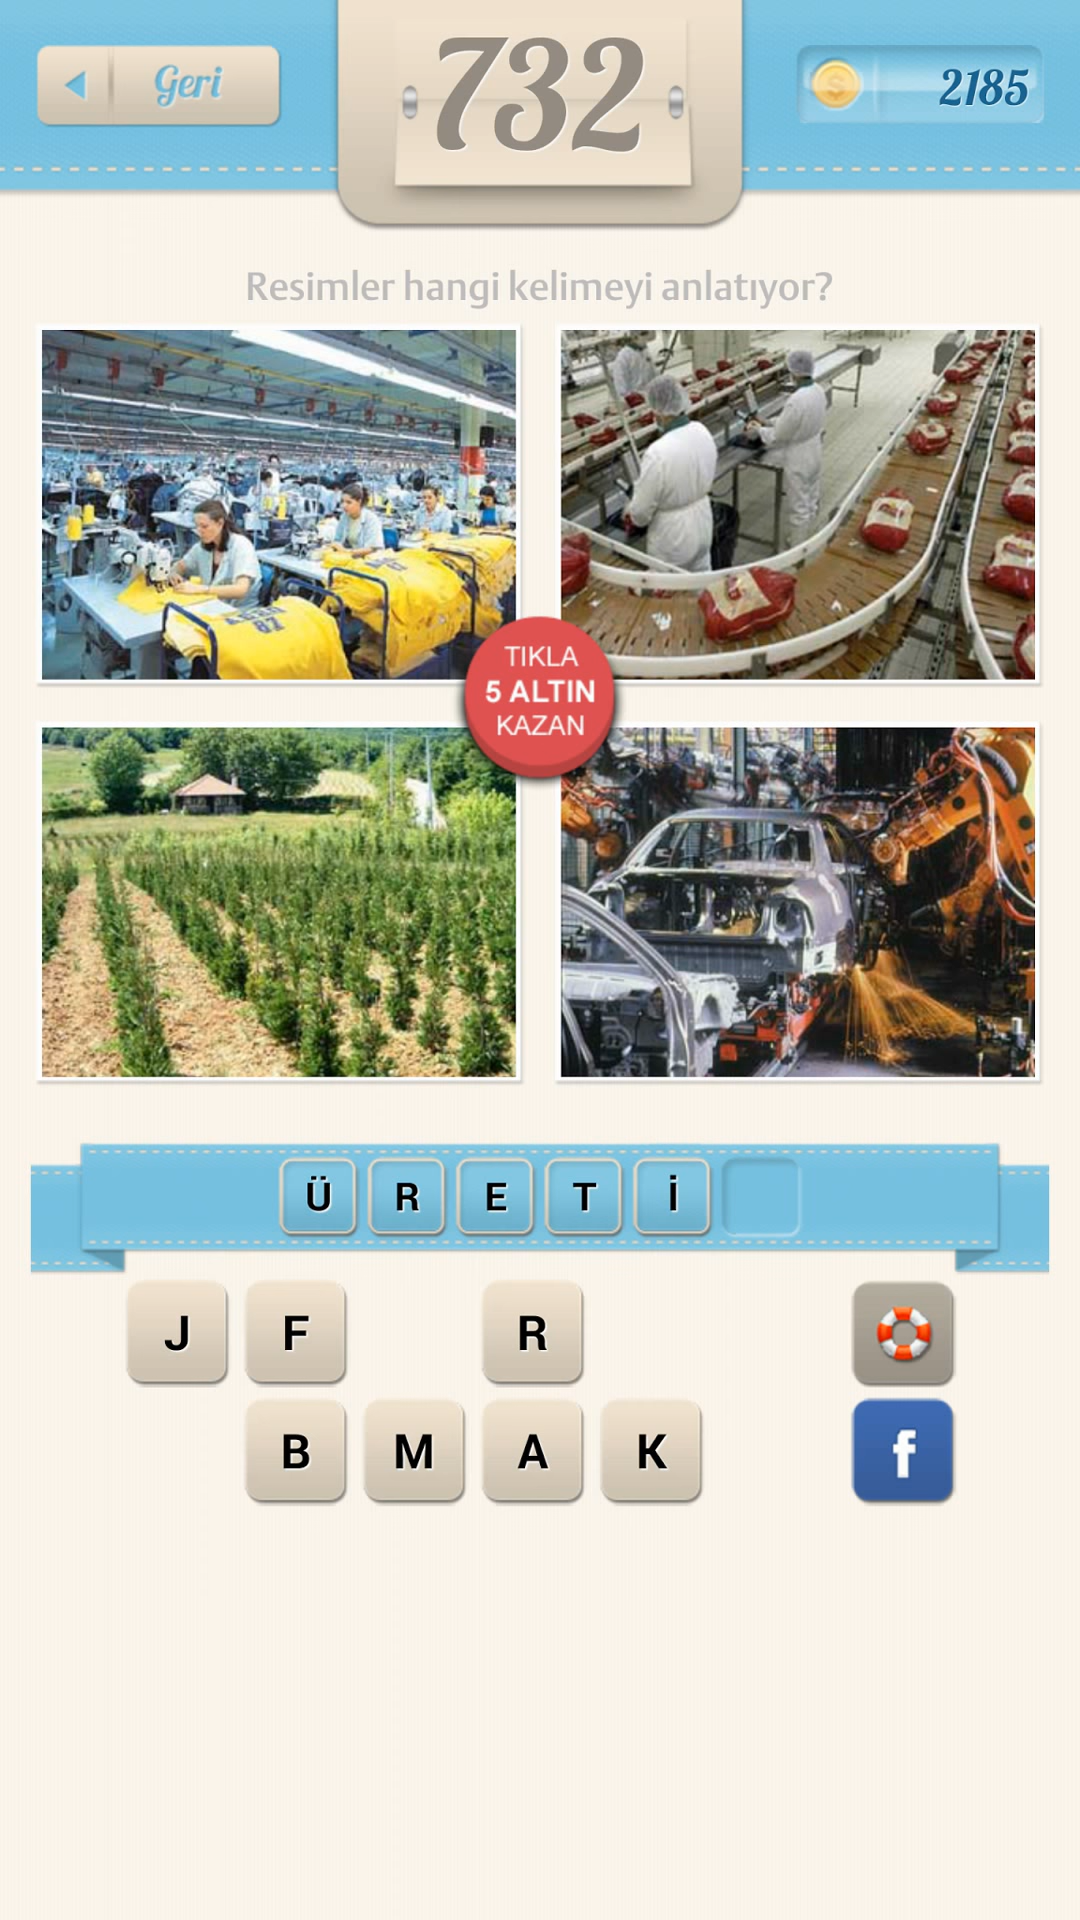 Geri
732
2185
Resimler hangi kelimeyi anlatıyor?
TIKLA
5 ALTIN
KAZAN
Ü R E T İ
J F R
B M A K
f